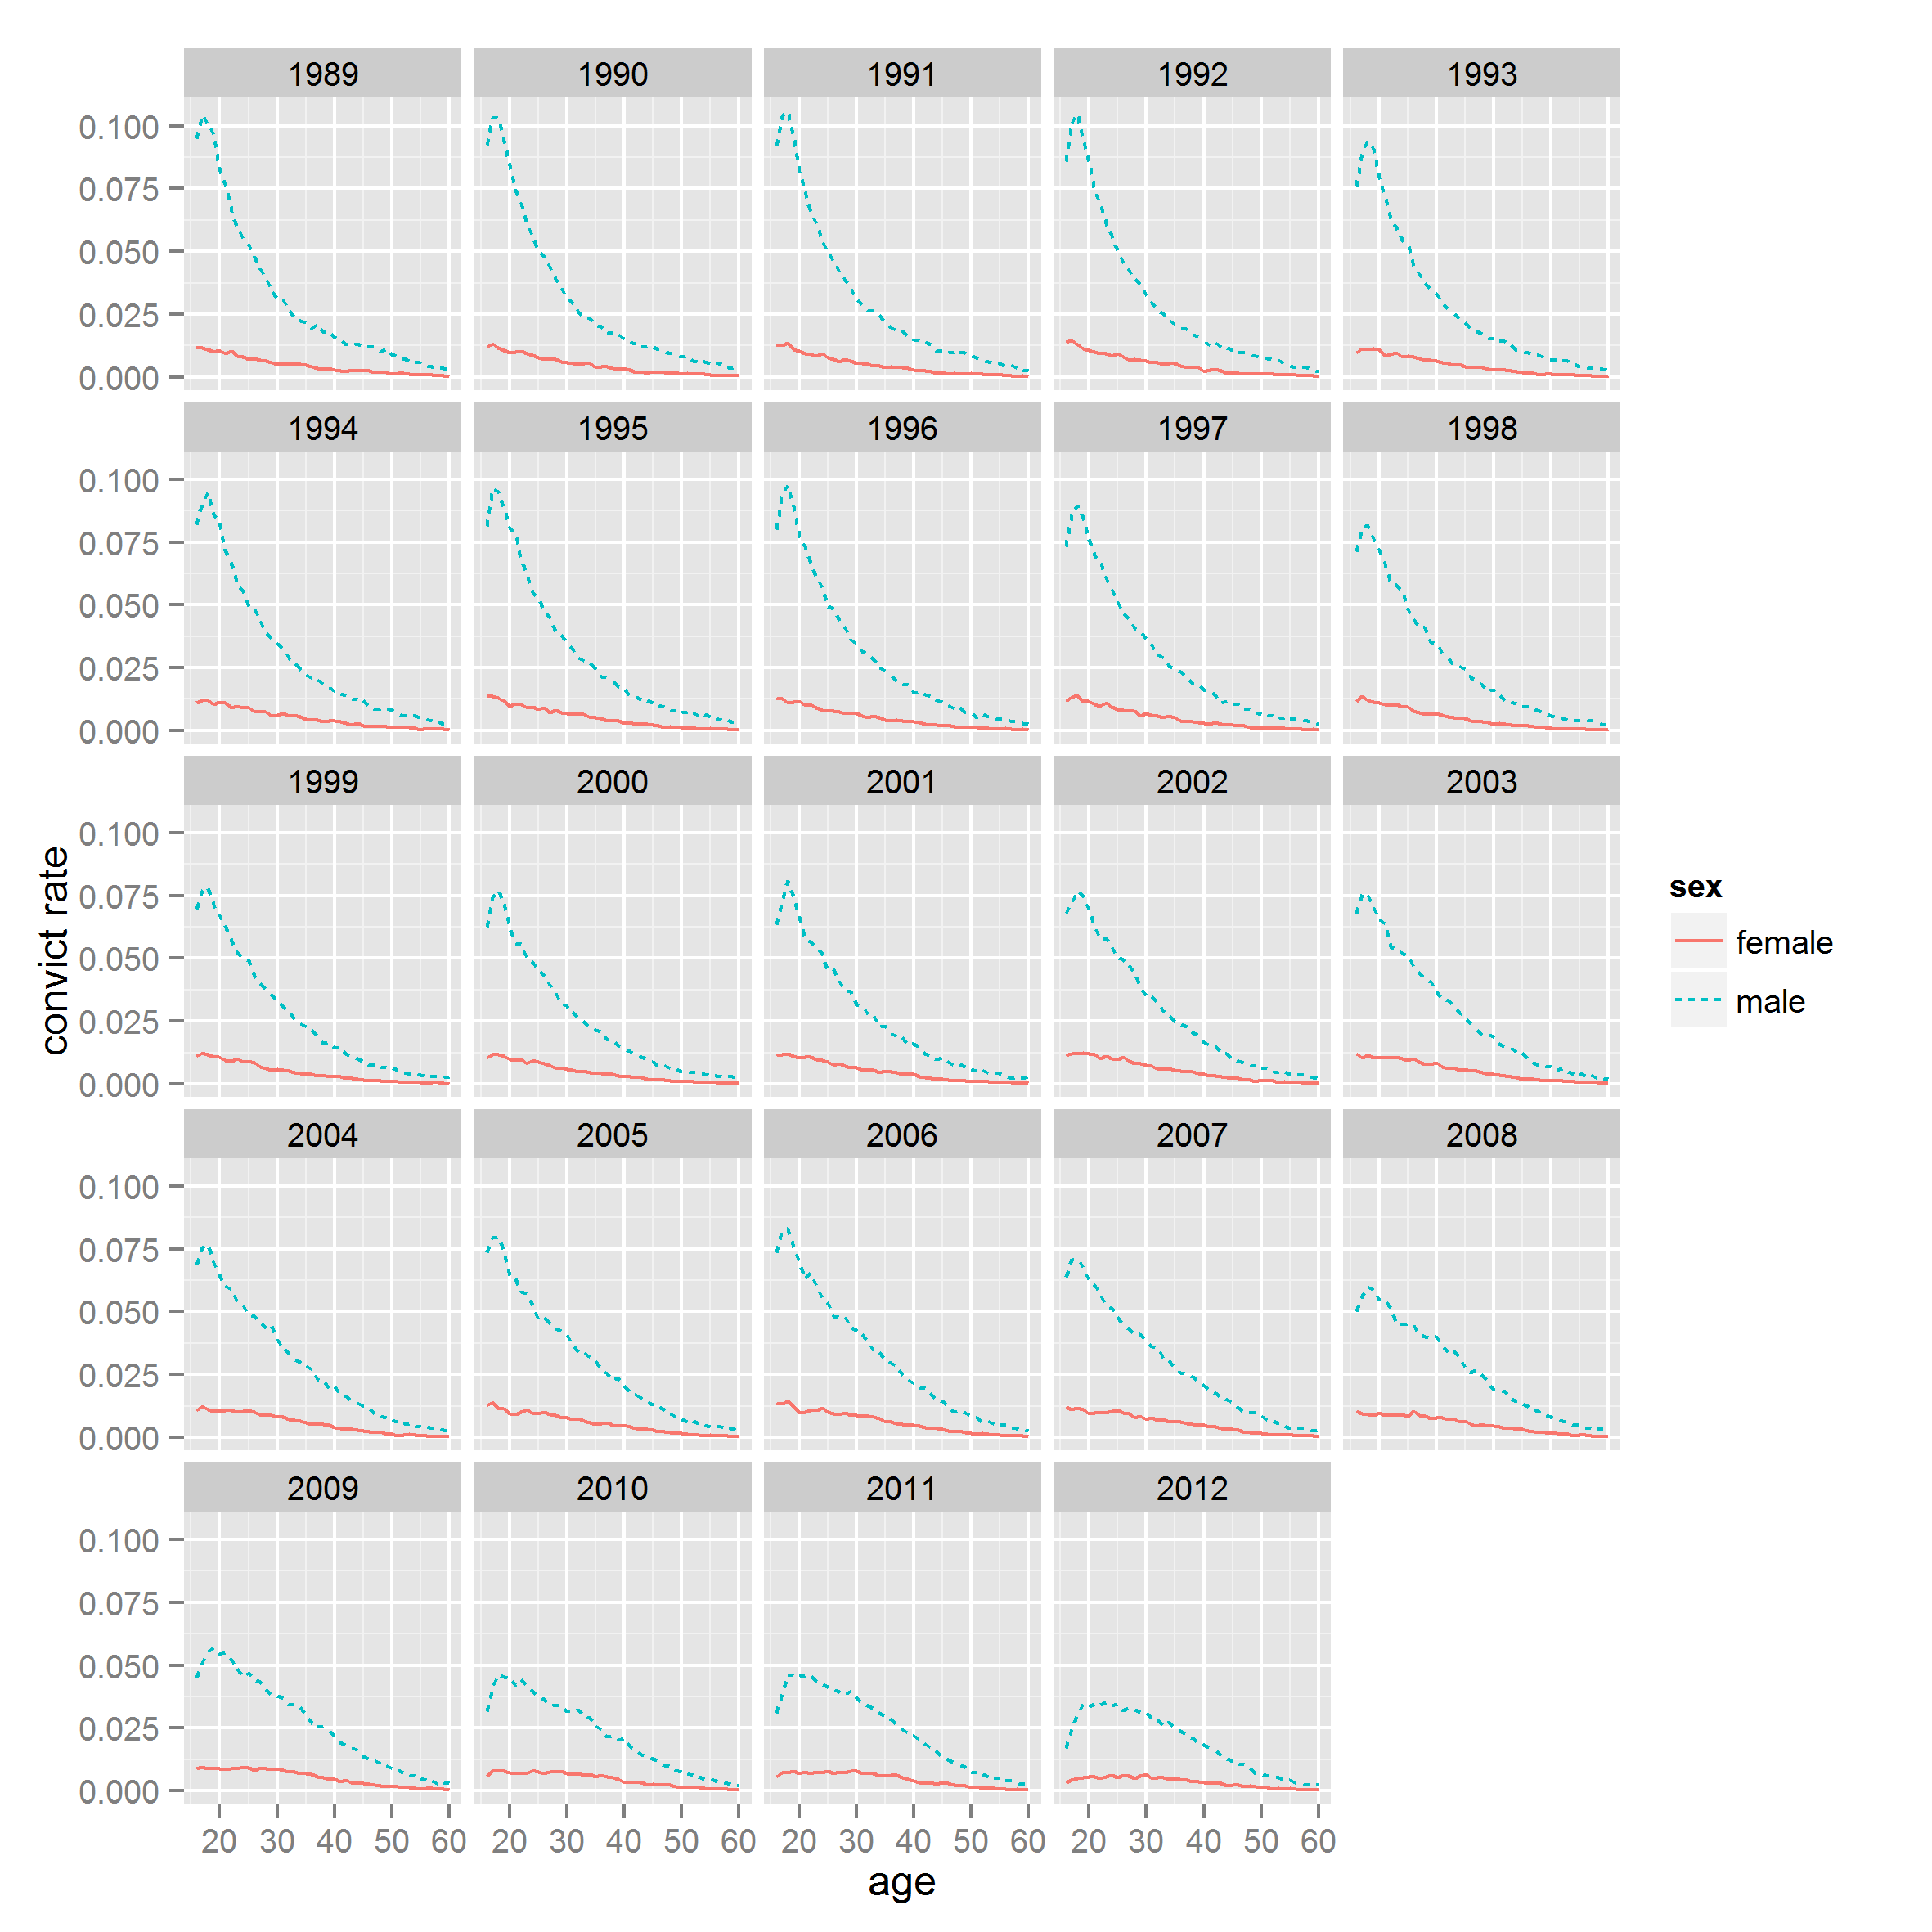 1989 1990 1991 1992 1993
0.100
0.075
0.050
0.025
0.000
1994 1995 1996 1997 1998
0.100
0.075
0.050
0.025
0.000
1999 2000 2001 2002 2003
0.100
0.075
0.050
0.025
0.000
convict rate
sex
female
male
2004 2005 2006 2007 2008
0.100
0.075
0.050
0.025
0.000
2009 2010 2011 2012
0.100
0.075
0.050
0.025
0.000
20 30 40 50 60 20 30 40 50 60 20 30 40 50 60 20 30 40 50 60
age